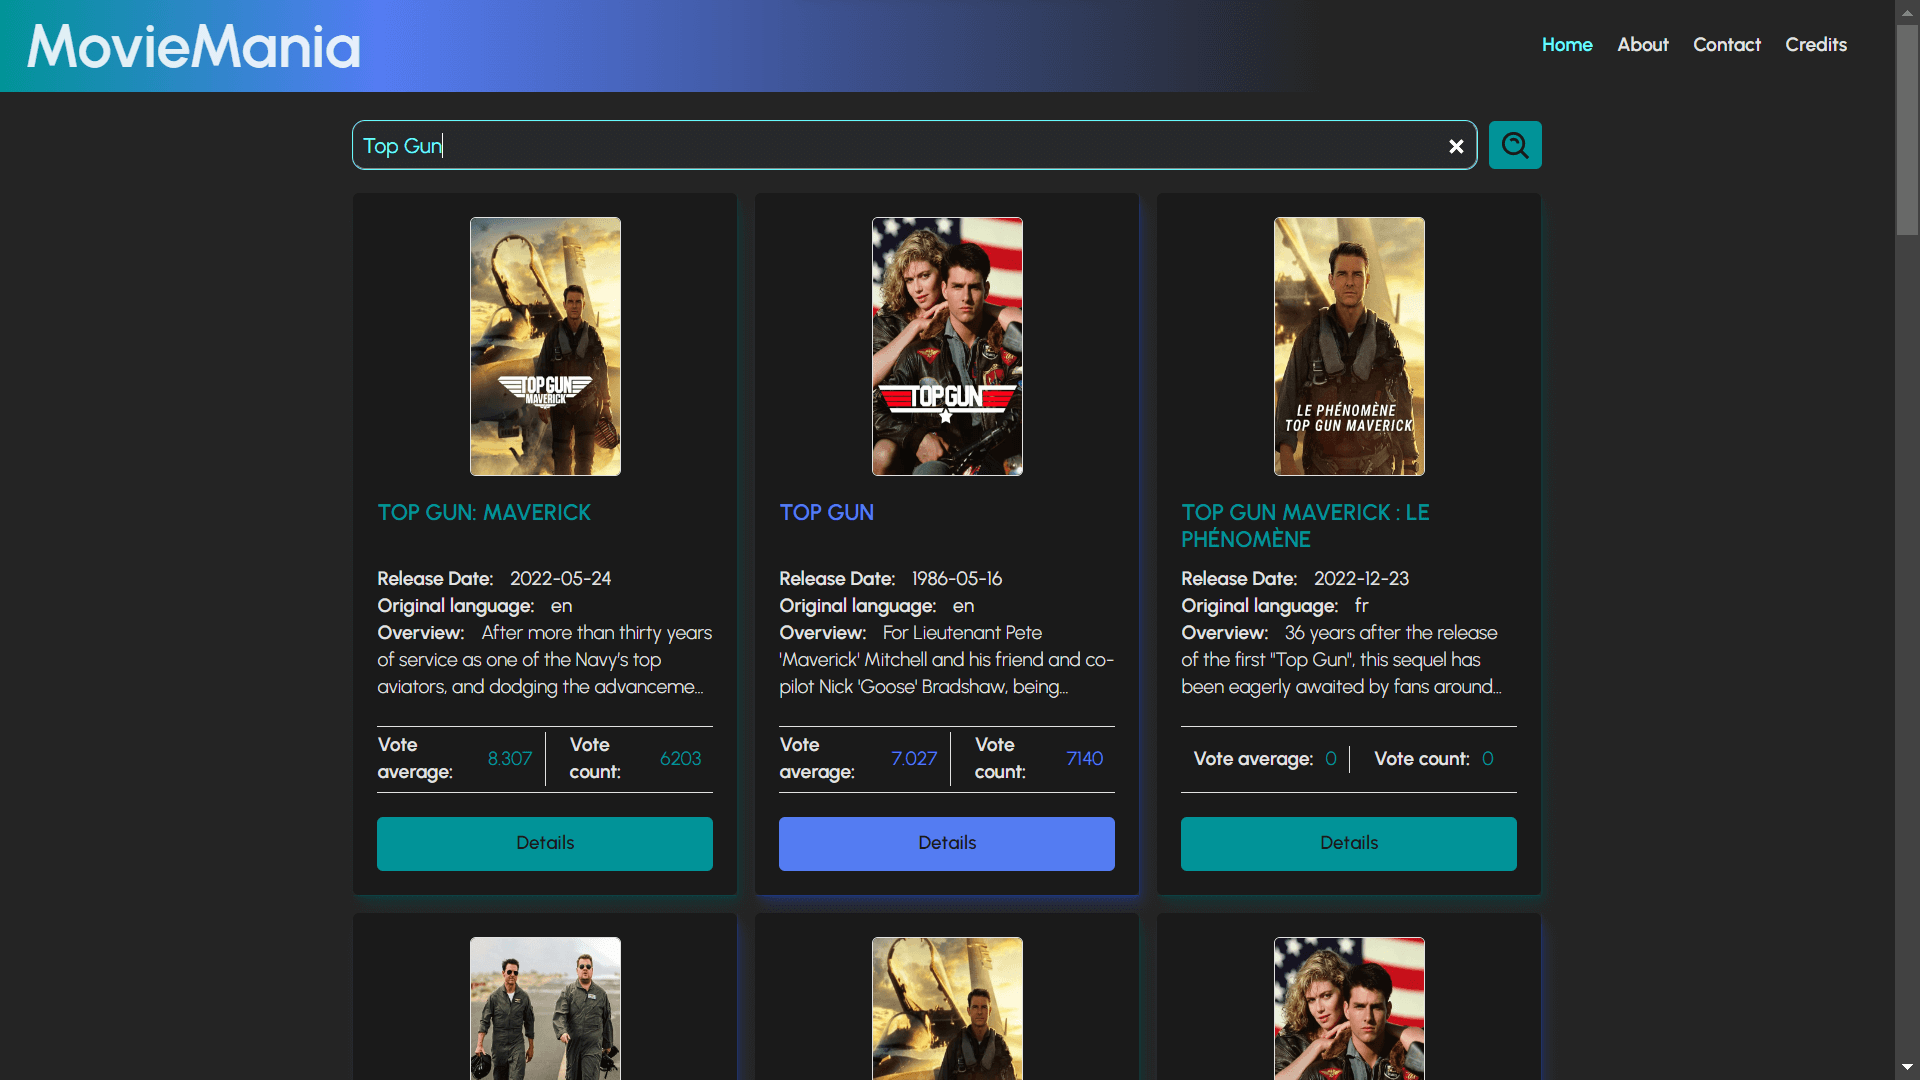 MovieMania
Home About Contact Credits
Top Gun
TOP GUN
MAVERICK
TOP GUN
LE PHÉNOMÈNE
TOP GUN MAVERICK
TOP GUN: MAVERICK
Release Date: 2022-05-24
Original language: en
Overview: After more than thirty years
of service as one of the Navy’s top
aviators, and dodging the advanceme...
Vote
average: 8.307
Vote
count: 6203
Details
TOP GUN
Release Date: 1986-05-16
Original language: en
Overview: For Lieutenant Pete
'Maverick' Mitchell and his friend and co-
pilot Nick 'Goose' Bradshaw, being...
Vote
average: 7.027
Vote
count: 7140
Details
TOP GUN MAVERICK : LE
PHÉNOMÈNE
Release Date: 2022-12-23
Original language: fr
Overview: 36 years after the release
of the first "Top Gun", this sequel has
been eagerly awaited by fans around...
Vote average: 0 Vote count: 0
Details